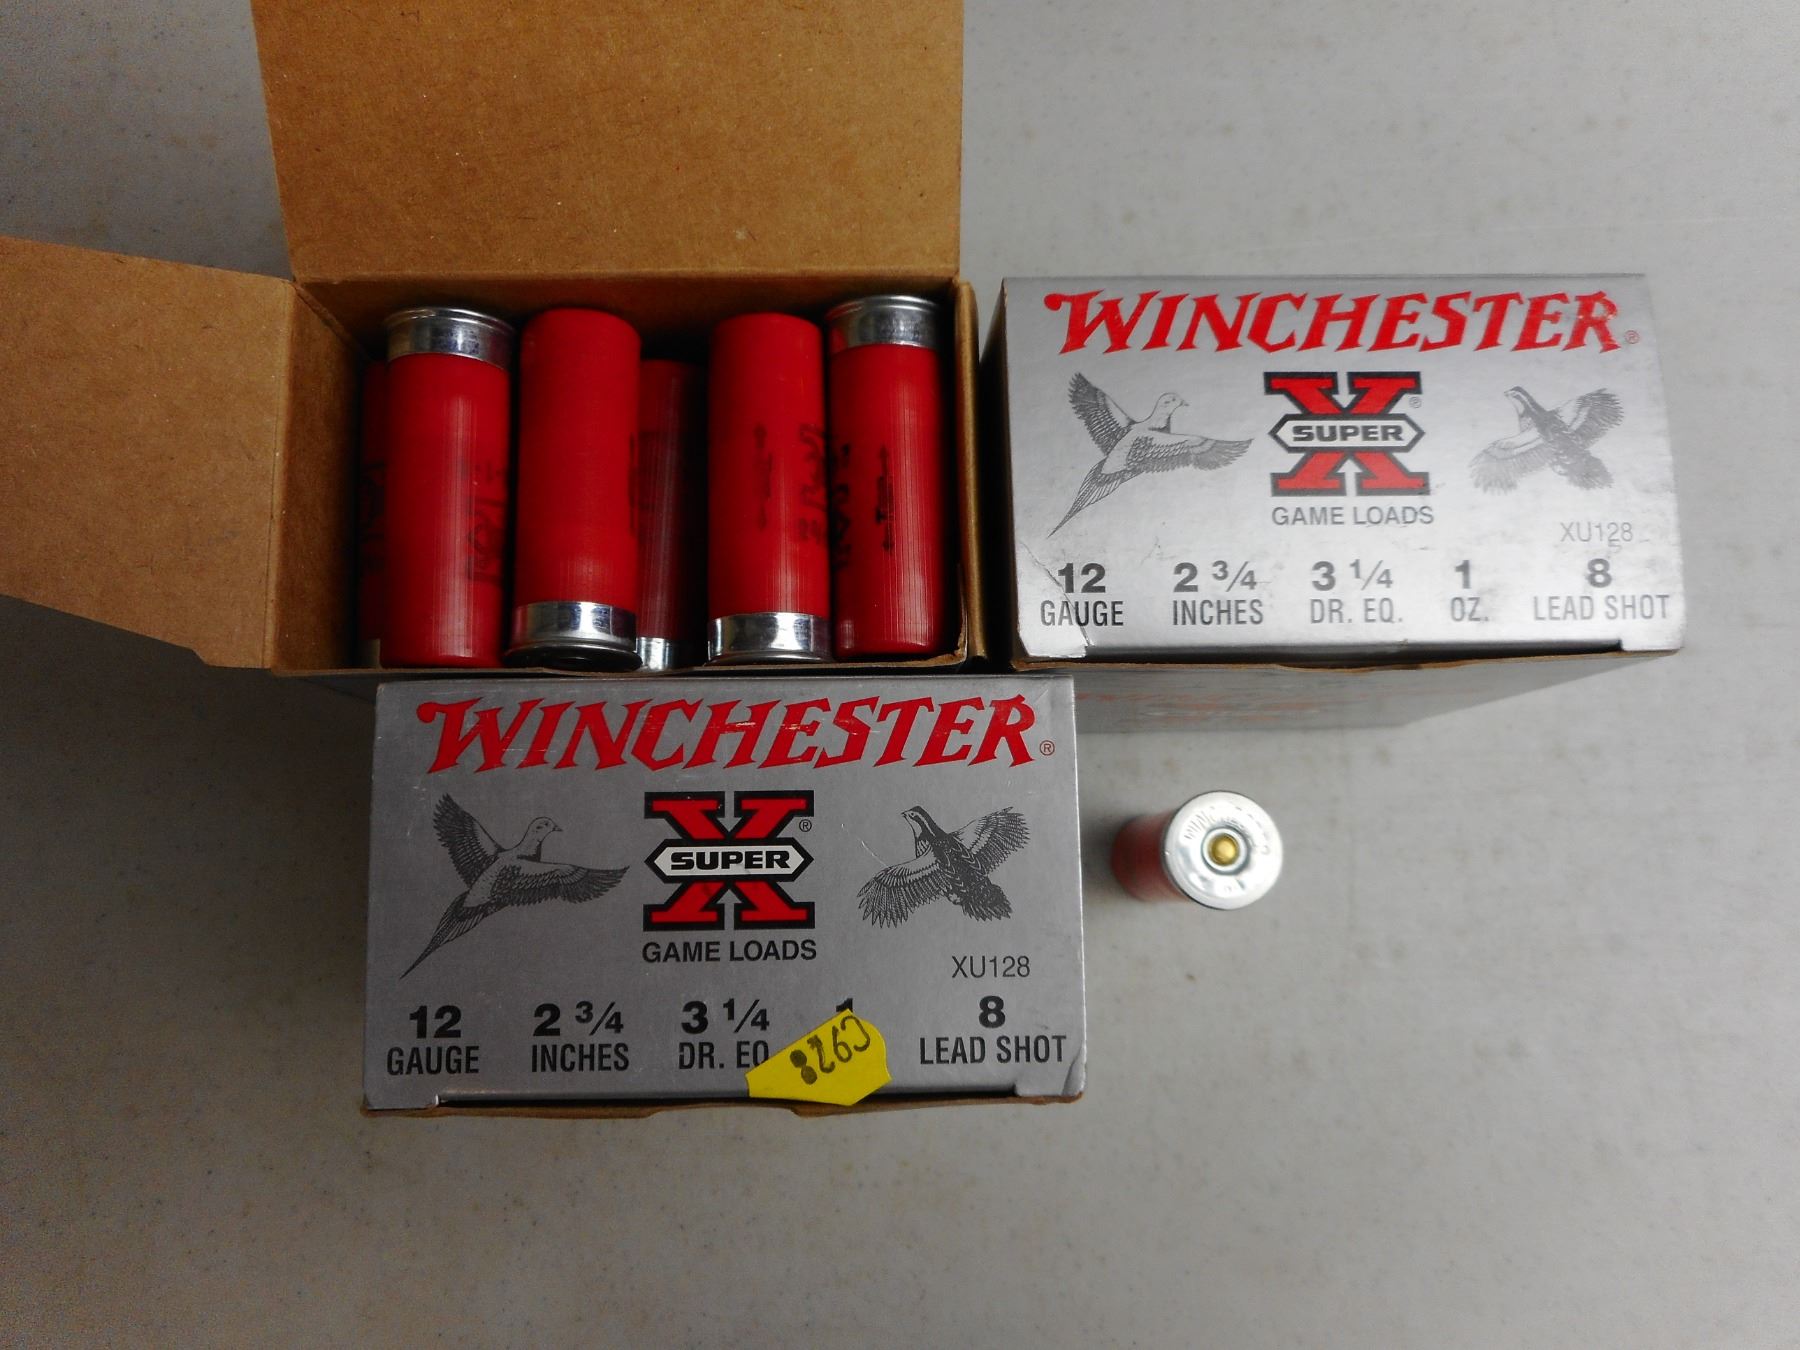 WINCHESTER®
X®
SUPER
GAME LOADS
XU128
12 2 3/4 3 1/4 1 8
GAUGE INCHES DR. EQ. OZ. LEAD SHOT
WINCHESTER®
X®
SUPER
GAME LOADS
XU128
12 2 3/4 3 1/4 1 8
GAUGE INCHES DR. EQ LEAD SHOT
C928
WINCHESTER